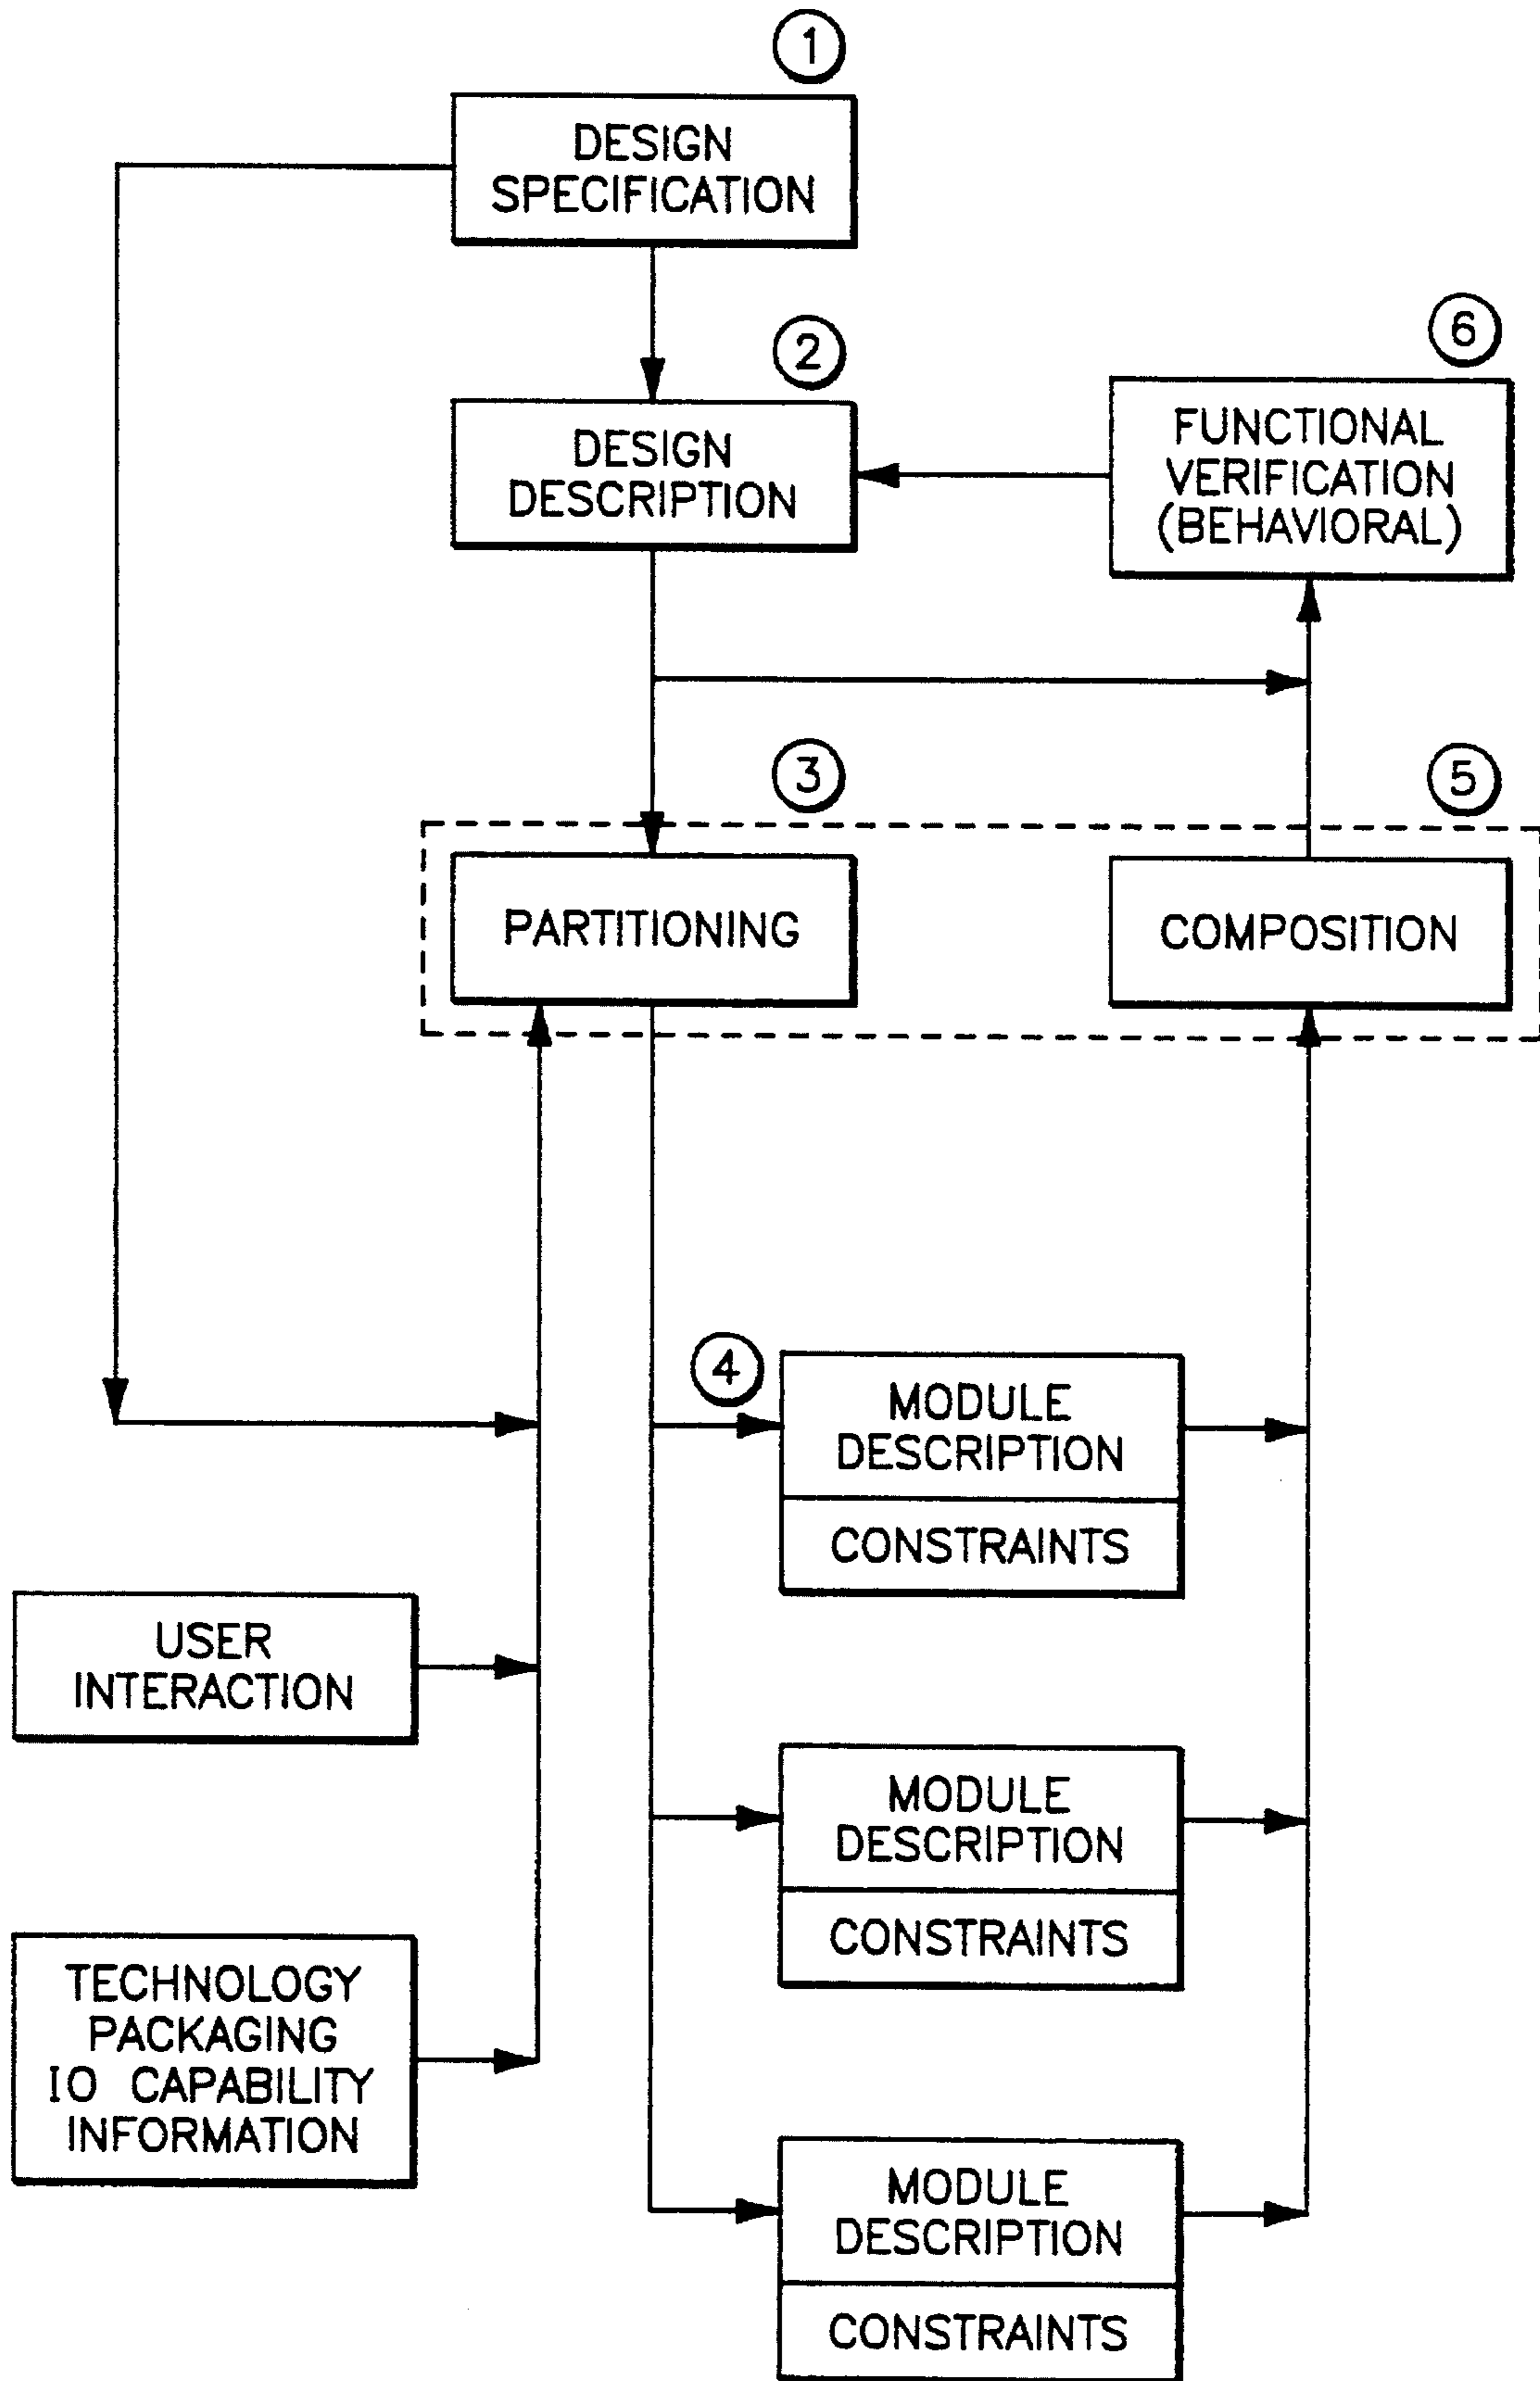 1
DESIGN
SPECIFICATION
2
DESIGN
DESCRIPTION
6
FUNCTIONAL
VERIFICATION
(BEHAVIORAL)
3
PARTITIONING
5
COMPOSITION
4
MODULE
DESCRIPTION
CONSTRAINTS
USER
INTERACTION
MODULE
DESCRIPTION
CONSTRAINTS
TECHNOLOGY
PACKAGING
IO CAPABILITY
INFORMATION
MODULE
DESCRIPTION
CONSTRAINTS